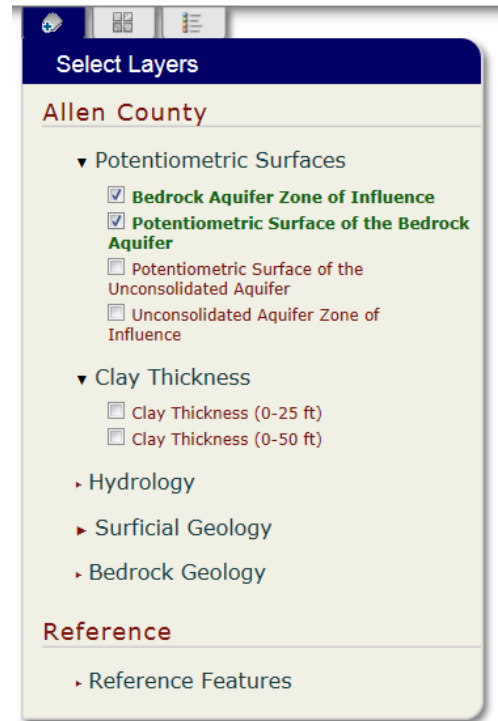 Select Layers
Allen County
Potentiometric Surfaces
Bedrock Aquifer Zone of Influence
Potentiometric Surface of the Bedrock
Aquifer
Potentiometric Surface of the
Unconsolidated Aquifer
Unconsolidated Aquifer Zone of
Influence
Clay Thickness
Clay Thickness (0-25 ft)
Clay Thickness (0-50 ft)
Hydrology
Surficial Geology
Bedrock Geology
Reference
Reference Features